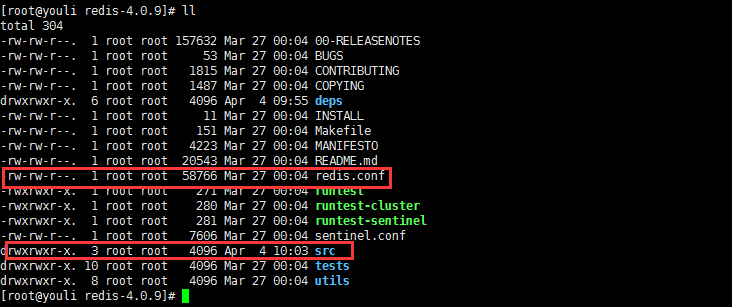 [root@youli redis-4.0.9]# ll
total 304
-rw-rw-r--.  1 root root 157632 Mar 27 00:04 00-RELEASENOTES
-rw-rw-r--.  1 root root     53 Mar 27 00:04 BUGS
-rw-rw-r--.  1 root root   1815 Mar 27 00:04 CONTRIBUTING
-rw-rw-r--.  1 root root   1487 Mar 27 00:04 COPYING
drwxrwxr-x.  6 root root   4096 Apr  4 09:55 deps
-rw-rw-r--.  1 root root     11 Mar 27 00:04 INSTALL
-rw-rw-r--.  1 root root    151 Mar 27 00:04 Makefile
-rw-rw-r--.  1 root root   4223 Mar 27 00:04 MANIFESTO
-rw-rw-r--.  1 root root  20543 Mar 27 00:04 README.md
-rw-rw-r--.  1 root root  58766 Mar 27 00:04 redis.conf
-rwxrwxr-x.  1 root root    271 Mar 27 00:04 runtest
-rwxrwxr-x.  1 root root    280 Mar 27 00:04 runtest-cluster
-rwxrwxr-x.  1 root root    281 Mar 27 00:04 runtest-sentinel
-rw-rw-r--.  1 root root   7606 Mar 27 00:04 sentinel.conf
drwxrwxr-x.  3 root root   4096 Apr  4 10:03 src
drwxrwxr-x. 10 root root   4096 Mar 27 00:04 tests
drwxrwxr-x.  8 root root   4096 Mar 27 00:04 utils
[root@youli redis-4.0.9]#